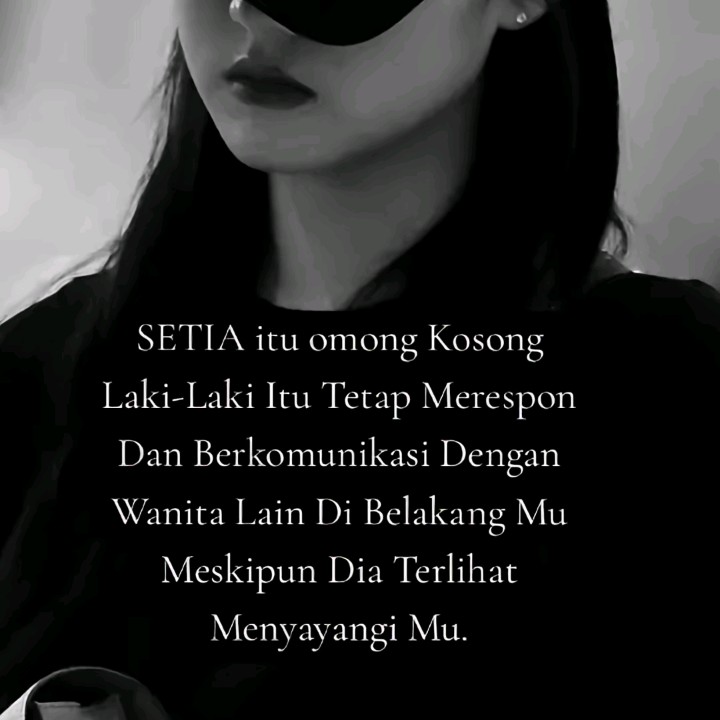 SETIA itu omong Kosong
Laki-Laki Itu Tetap Merespon
Dan Berkomunikasi Dengan
Wanita Lain Di Belakang Mu
Meskipun Dia Terlihat
Menyayangi Mu.